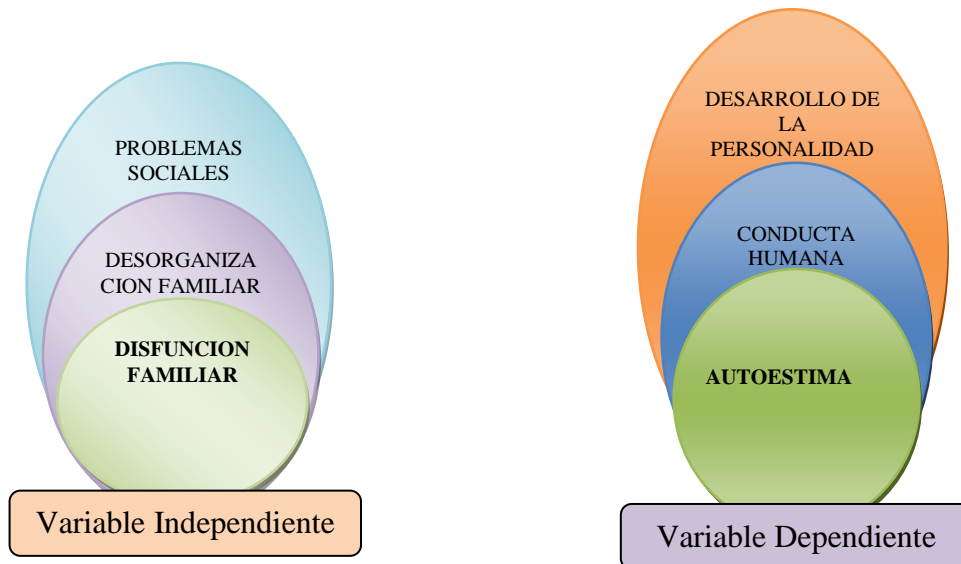 PROBLEMAS
SOCIALES
DESORGANIZA
CION FAMILIAR
DISFUNCION
FAMILIAR
Variable Independiente
DESARROLLO DE
LA
PERSONALIDAD
CONDUCTA
HUMANA
AUTOESTIMA
Variable Dependiente